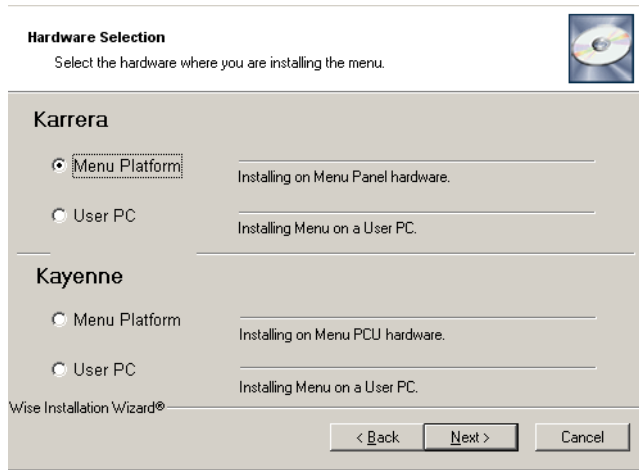 Hardware Selection
Select the hardware where you are installing the menu.
Karrera
Menu Platform
Installing on Menu Panel hardware.
User PC
Installing Menu on a User PC.
Kayenne
Menu Platform
Installing on Menu PCU hardware.
User PC
Installing Menu on a User PC.
Wise Installation Wizard®
< Back Next > Cancel